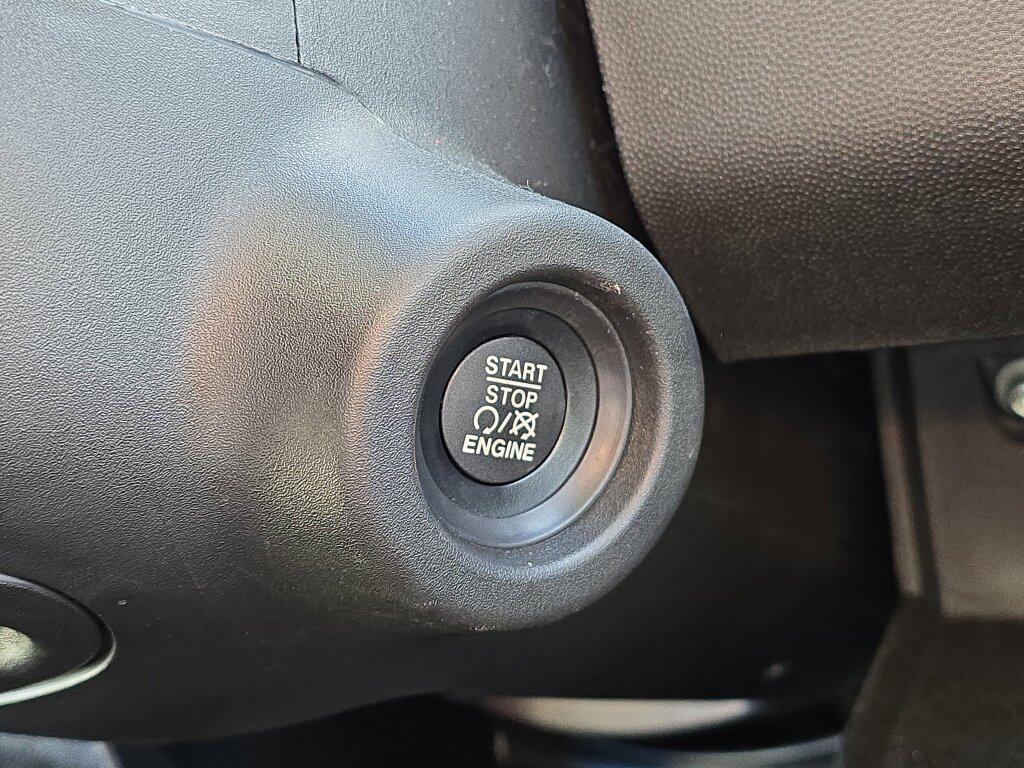 START
STOP
/
ENGINE